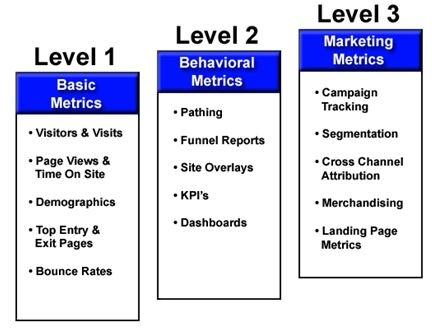 Level 1
Basic
Metrics
• Visitors & Visits
• Page Views &
Time On Site
• Demographics
• Top Entry &
Exit Pages
• Bounce Rates
Level 2
Behavioral
Metrics
• Pathing
• Funnel Reports
• Site Overlays
• KPI's
• Dashboards
Level 3
Marketing
Metrics
• Campaign
Tracking
• Segmentation
• Cross Channel
Attribution
• Merchandising
• Landing Page
Metrics